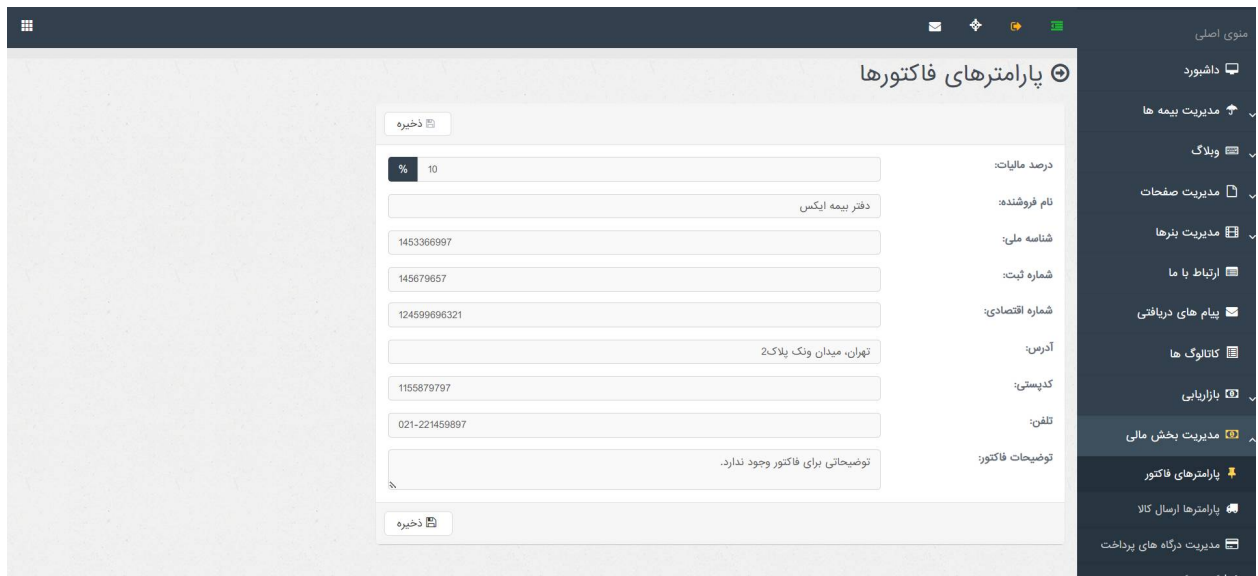 منوی اصلی
داشبورد
مدیریت بیمه ها
وبلاگ
مدیریت صفحات
مدیریت بنرها
ارتباط با ما
پیام های دریافتی
کاتالوگ ها
بازاریابی
مدیریت بخش مالی
پارامترهای فاکتور
پارامترها ارسال کالا
مدیریت درگاه های پرداخت
پارامترهای فاکتورها
ذخیره
درصد مالیات: 10 %
نام فروشنده: دفتر بیمه ایکس
شناسه ملی: 1453366997
شماره ثبت: 145679657
شماره اقتصادی: 124599696321
آدرس: تهران، میدان ونک پلاک2
کدپستی: 1155879797
تلفن: 021-221459897
توضیحات فاکتور: توضیحاتی برای فاکتور وجود ندارد.
ذخیره